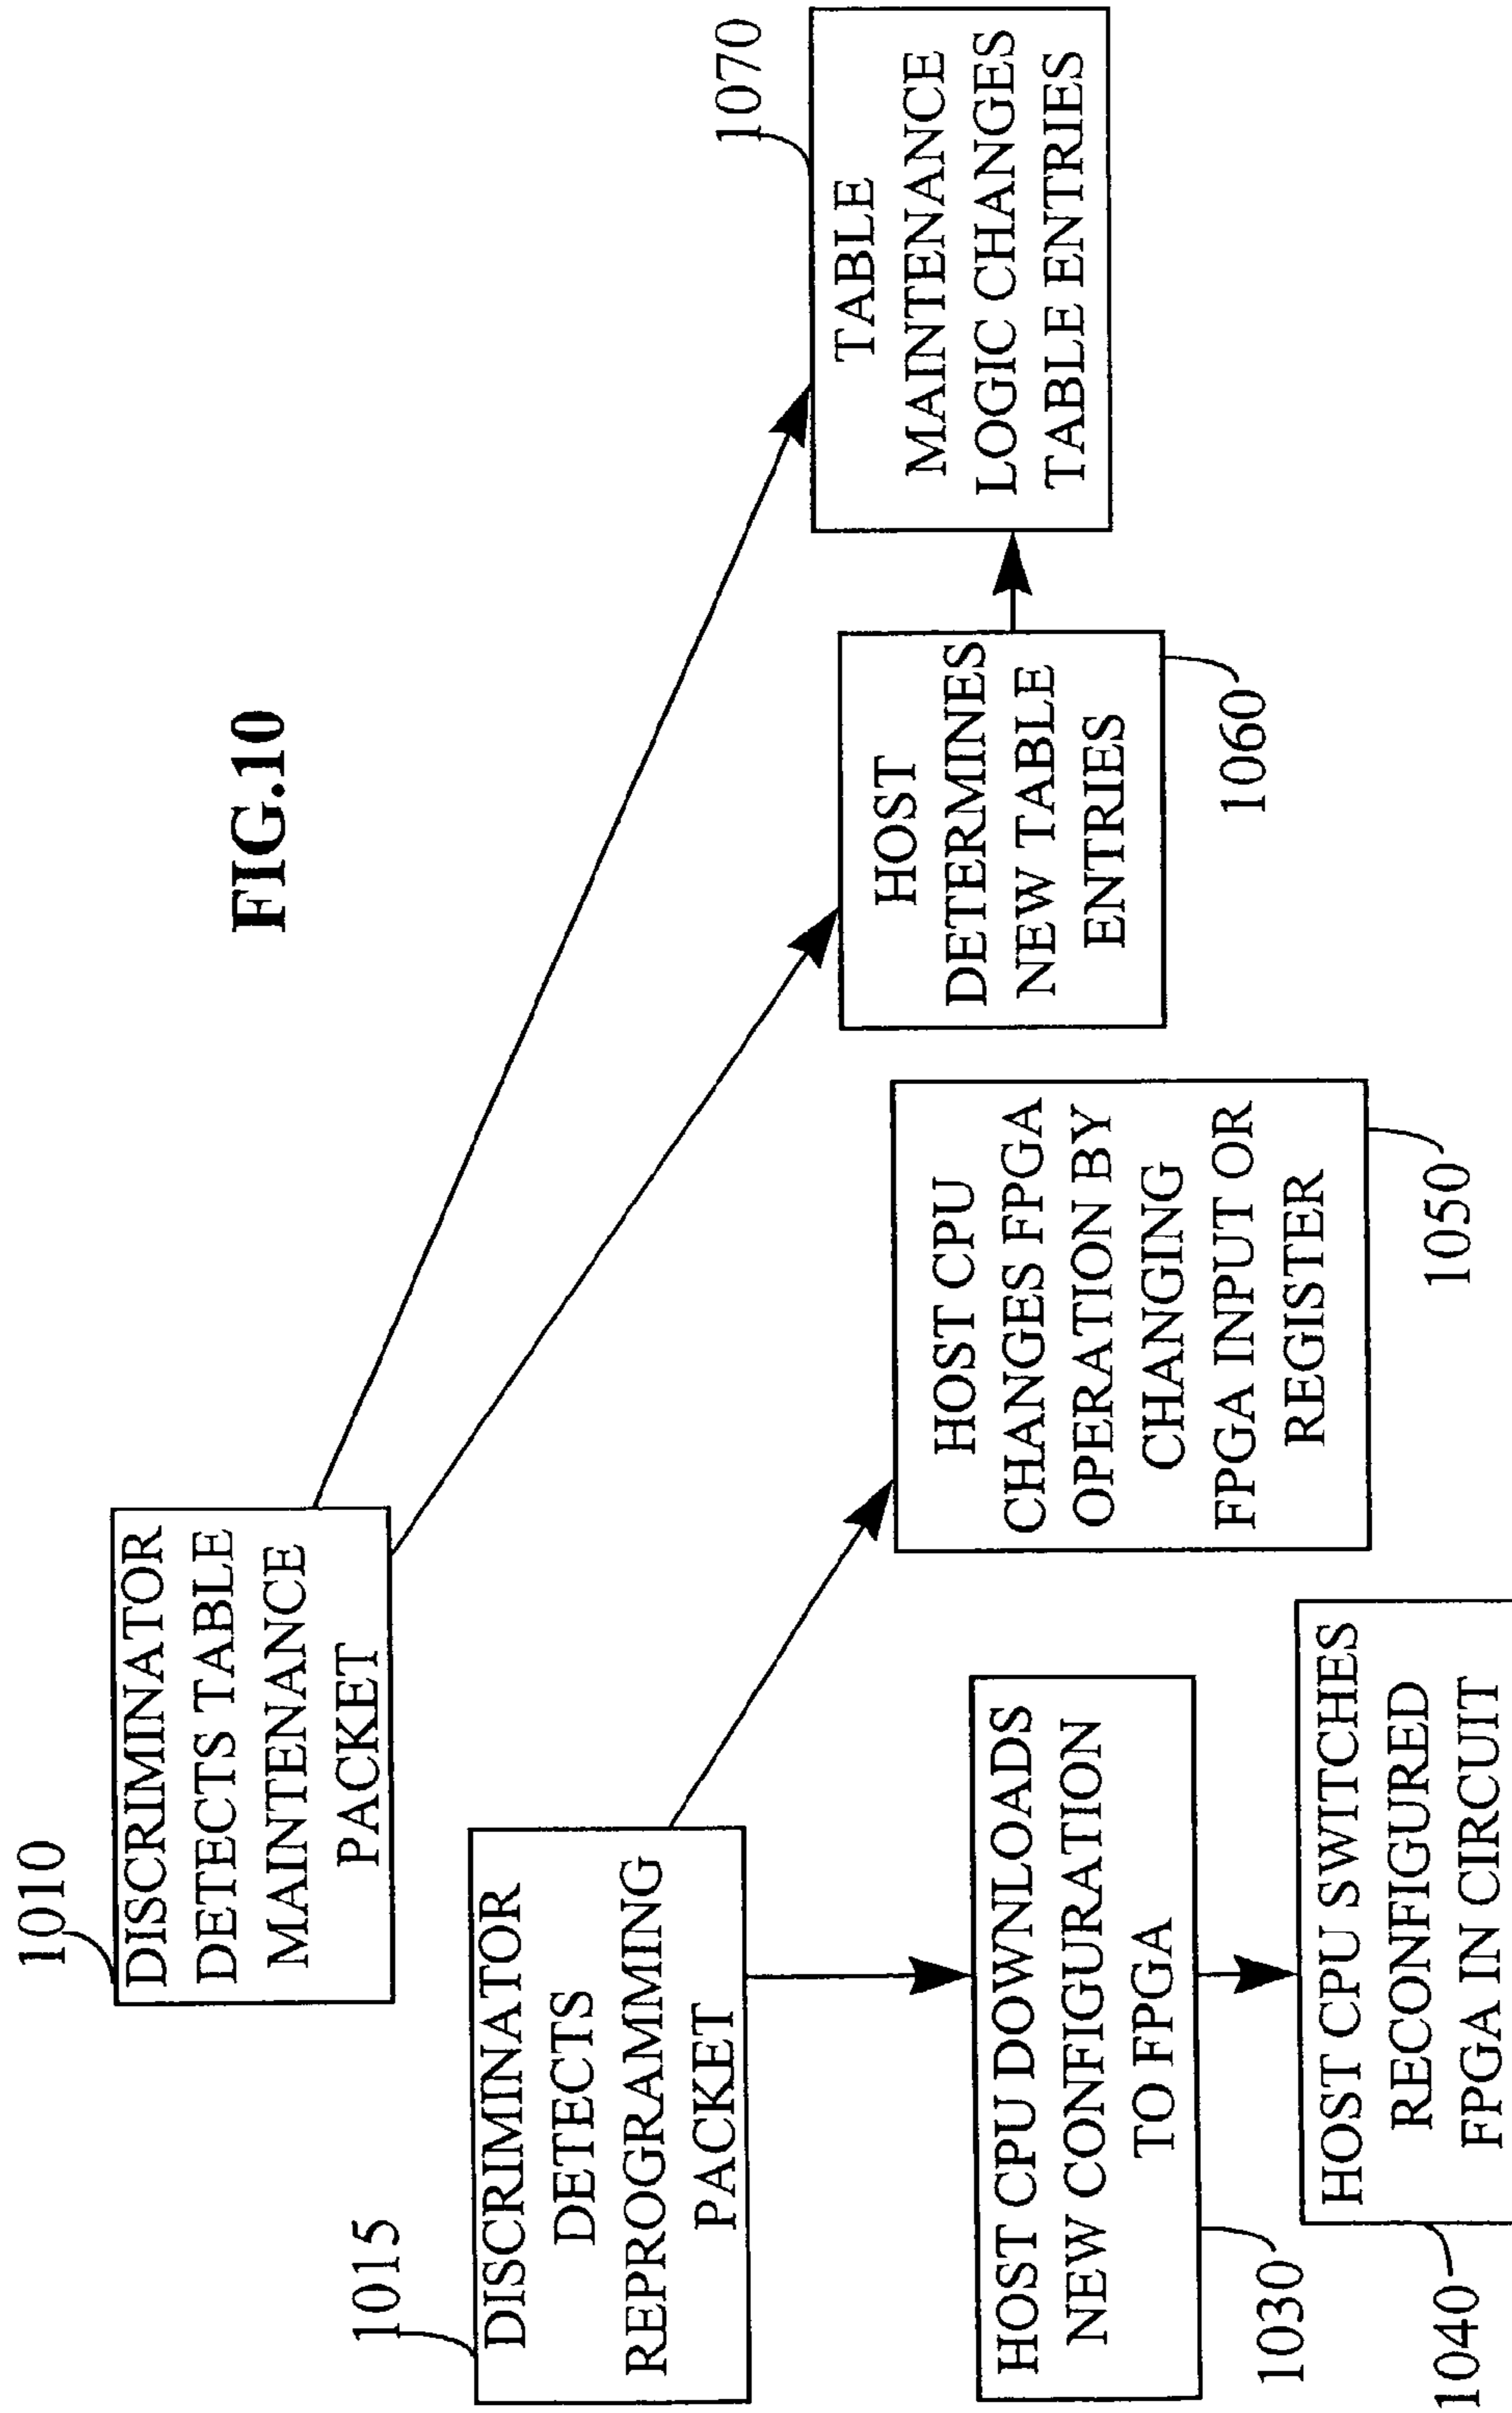 FIG.10
1010
DISCRIMINATOR
DETECTS TABLE
MAINTENANCE
PACKET
1015
DISCRIMINATOR
DETECTS
REPROGRAMMING
PACKET
HOST CPU DOWNLOADS
NEW CONFIGURATION
TO FPGA
1030
HOST CPU SWITCHES
RECONFIGURED
FPGA IN CIRCUIT
1040
HOST CPU
CHANGES FPGA
OPERATION BY
CHANGING
FPGA INPUT OR
REGISTER
1050
HOST
DETERMINES
NEW TABLE
ENTRIES
1060
1070
TABLE
MAINTENANCE
LOGIC CHANGES
TABLE ENTRIES